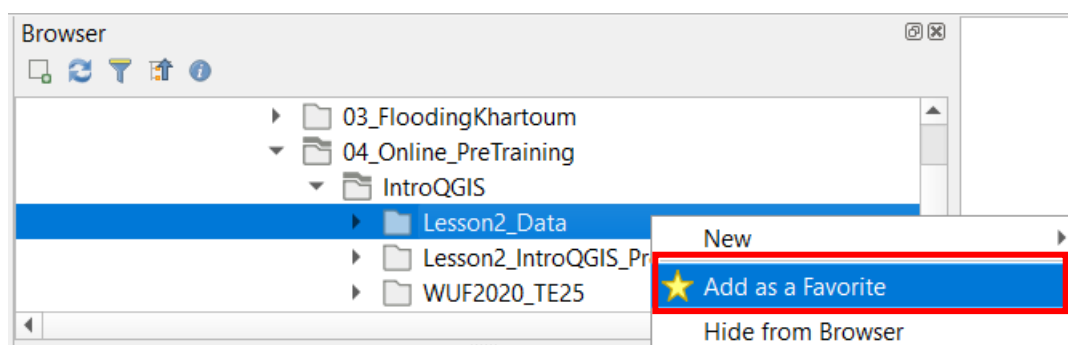 Browser
03_FloodingKhartoum
04_Online_PreTraining
IntroQGIS
Lesson2_Data
New
Lesson2_IntroQGIS_Pr
Add as a Favorite
WUF2020_TE25
Hide from Browser